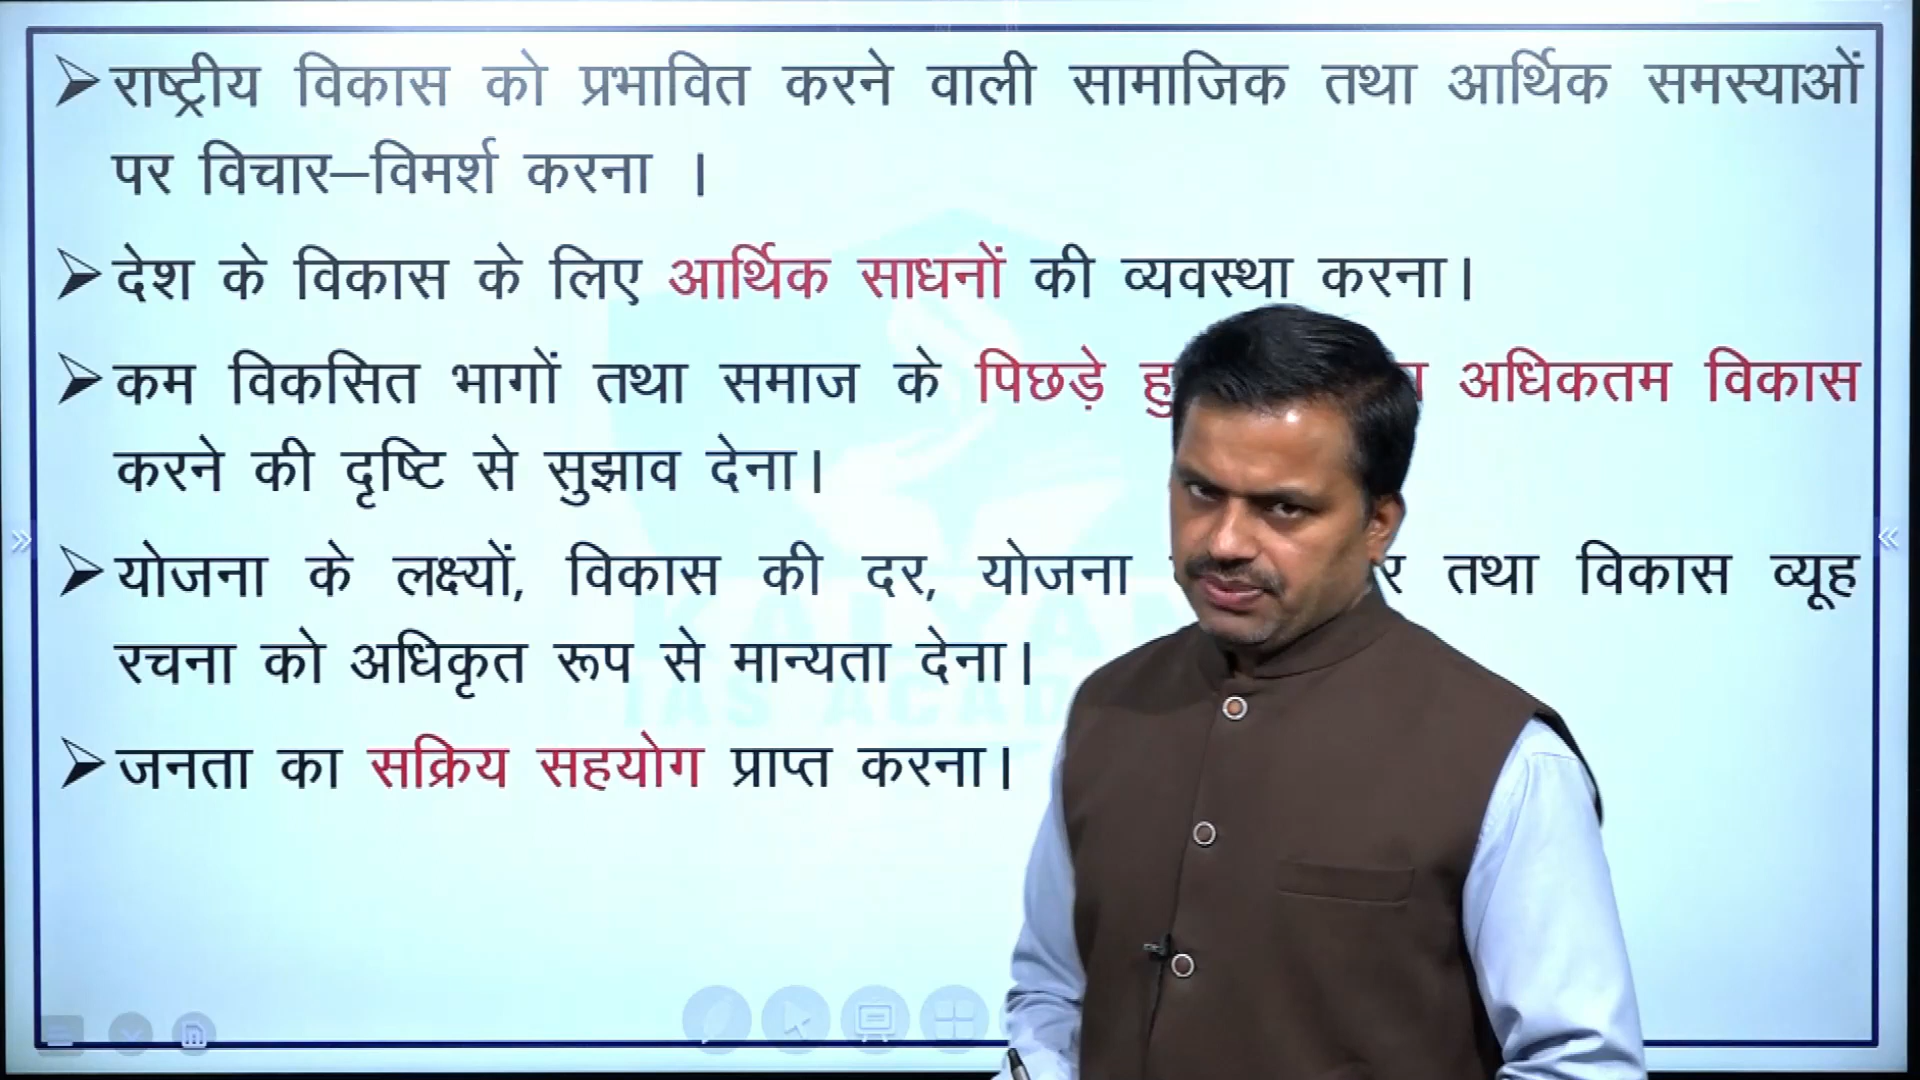 राष्ट्रीय विकास को प्रभावित करने वाली सामाजिक तथा आर्थिक समस्याओं
पर विचार–विमर्श करना ।
देश के विकास के लिए आर्थिक साधनों की व्यवस्था करना।
कम विकसित भागों तथा समाज के पिछड़े अधिकतम विकास
करने की दृष्टि से सुझाव देना।
योजना के लक्ष्यों, विकास की दर, योजना तथा विकास व्यूह
रचना को अधिकृत रूप से मान्यता देना।
जनता का सक्रिय सहयोग प्राप्त करना।
IAS